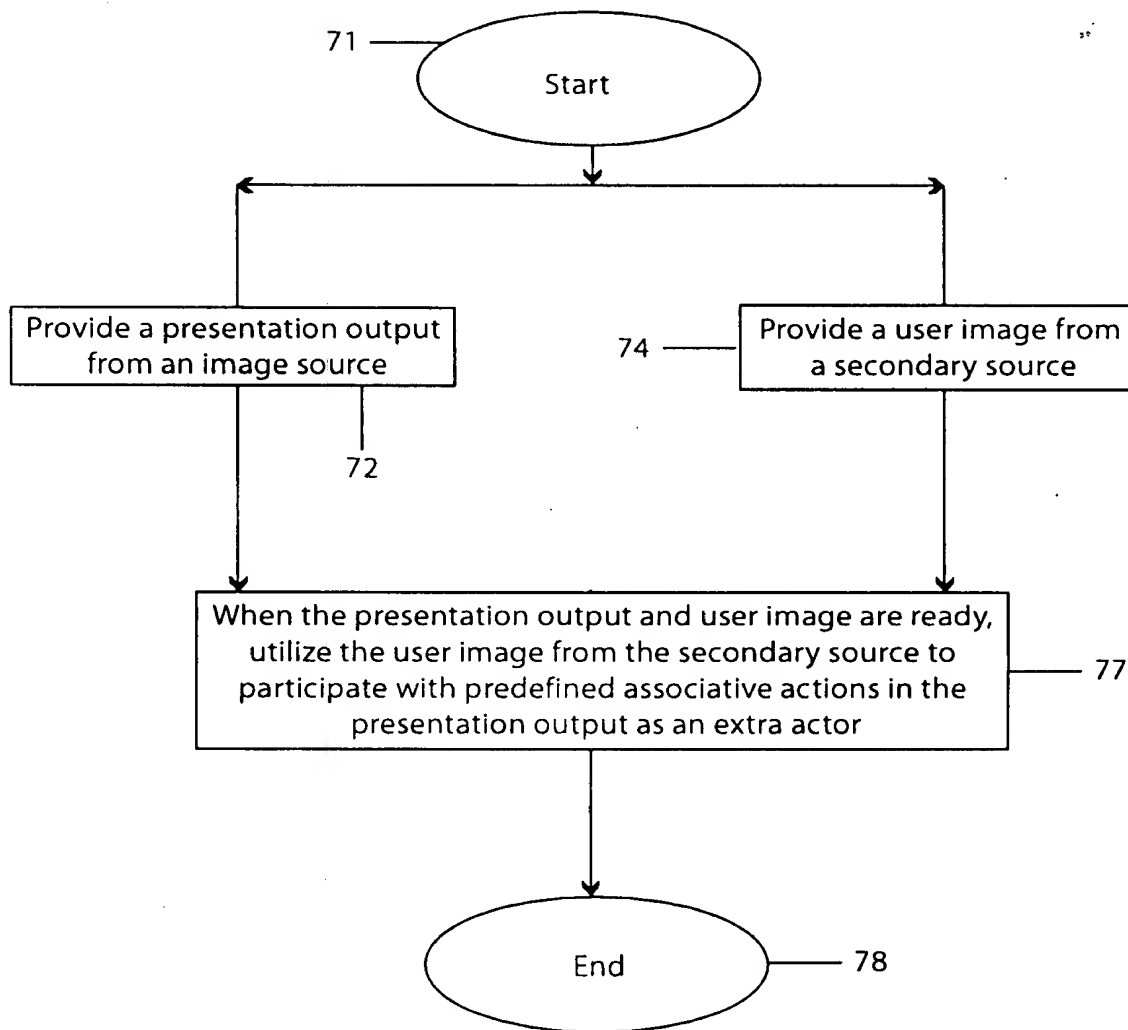 71
Start
Provide a presentation output
from an image source
72
74
Provide a user image from
a secondary source
When the presentation output and user image are ready,
utilize the user image from the secondary source to
participate with predefined associative actions in the
presentation output as an extra actor
77
End
78